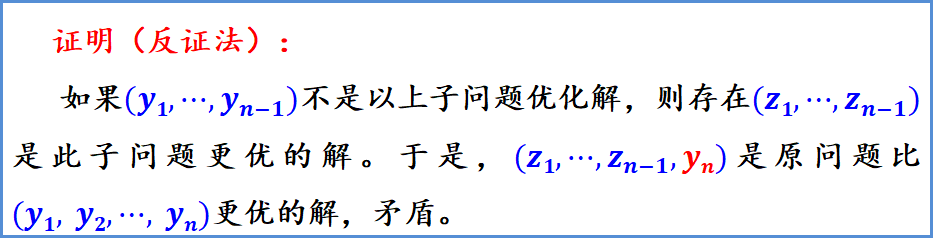 证明（反证法）：
如果(y₁, ⋯, yₙ₋₁)不是以上子问题优化解，则存在(z₁, ⋯, zₙ₋₁)
是此子问题更优的解。于是，(z₁, ⋯, zₙ₋₁, yₙ)是原问题比
(y₁, y₂, ⋯, yₙ)更优的解，矛盾。